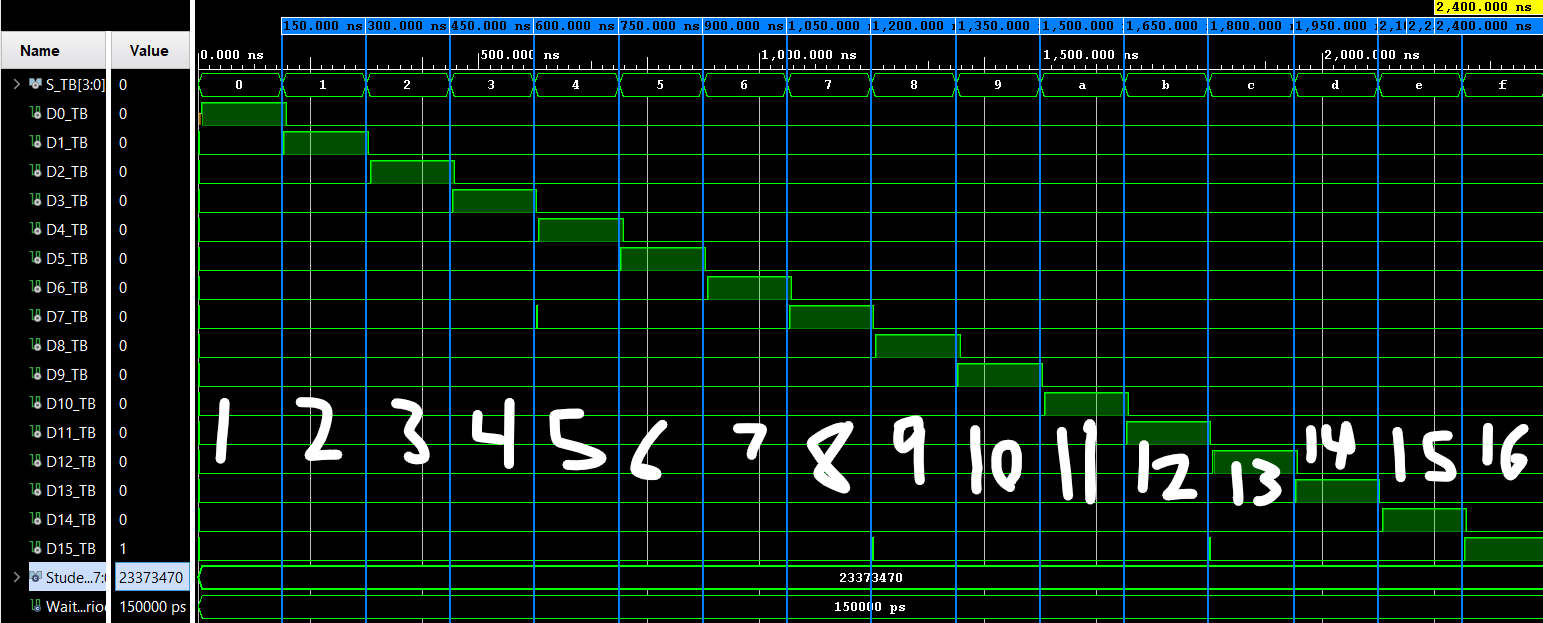 2,400.000 ns
150.000 ns 300.000 ns 450.000 ns 600.000 ns 750.000 ns 900.000 ns 1,050.000 1,200.000 1,350.000 1,500.000 1,650.000 1,800.000 1,950.000 2,400.000 ns
Name Value
0.000 ns 500.000 ns 1,000.000 ns 1,500.000 ns 2,000.000 ns
S_TB[3:0] 0 0 1 2 3 4 5 6 7 8 9 a b c d e f
D0_TB 0
D1_TB 0
D2_TB 0
D3_TB 0
D4_TB 0
D5_TB 0
D6_TB 0
D7_TB 0
D8_TB 0
D9_TB 0
D10_TB 0
D11_TB 0
D12_TB 0
D13_TB 0
D14_TB 0
D15_TB 1
1 2 3 4 5 6 7 8 9 10 11 12 13 14 15 16
Stude...7:0 23373470 23373470
Wait...rioc 150000 ps 150000 ps